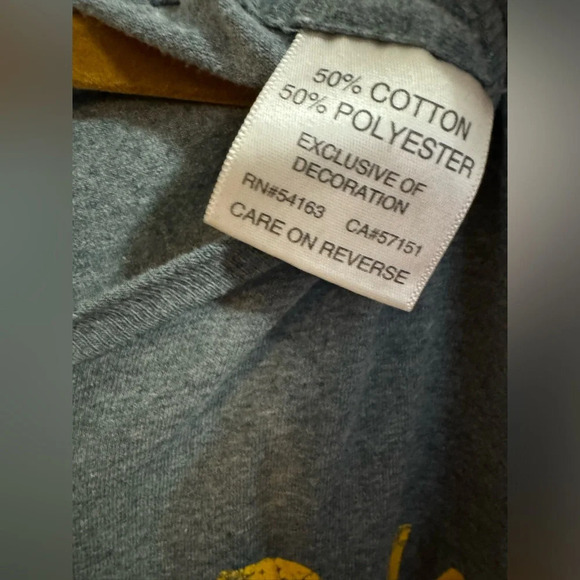 50% COTTON
50% POLYESTER
EXCLUSIVE OF
DECORATION
RN#54163 CA#57151
CARE ON REVERSE